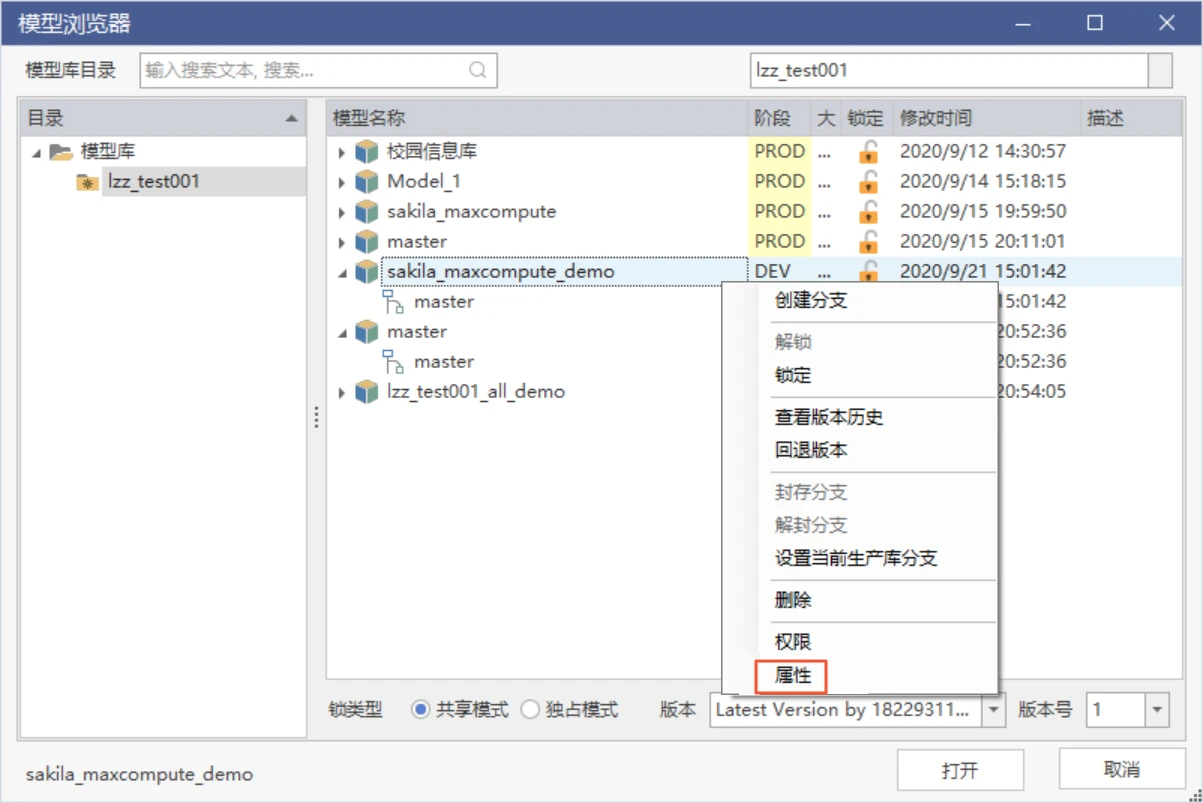 模型浏览器
模型库目录 输入搜索文本, 搜索... lzz_test001
目录 模型名称 阶段 大 锁定 修改时间 描述
模型库 校园信息库 PROD ... 2020/9/12 14:30:57
lzz_test001 Model_1 PROD ... 2020/9/14 15:18:15
sakila_maxcompute PROD ... 2020/9/15 19:59:50
master PROD ... 2020/9/15 20:11:01
sakila_maxcompute_demo DEV ... 2020/9/21 15:01:42
master 创建分支 15:01:42
master 解锁 20:52:36
master 锁定 20:52:36
lzz_test001_all_demo 20:54:05
查看版本历史
回退版本
封存分支
解封分支
设置当前生产库分支
删除
权限
属性
锁类型 共享模式 独占模式 版本 Latest Version by 18229311... 版本号 1
sakila_maxcompute_demo 打开 取消